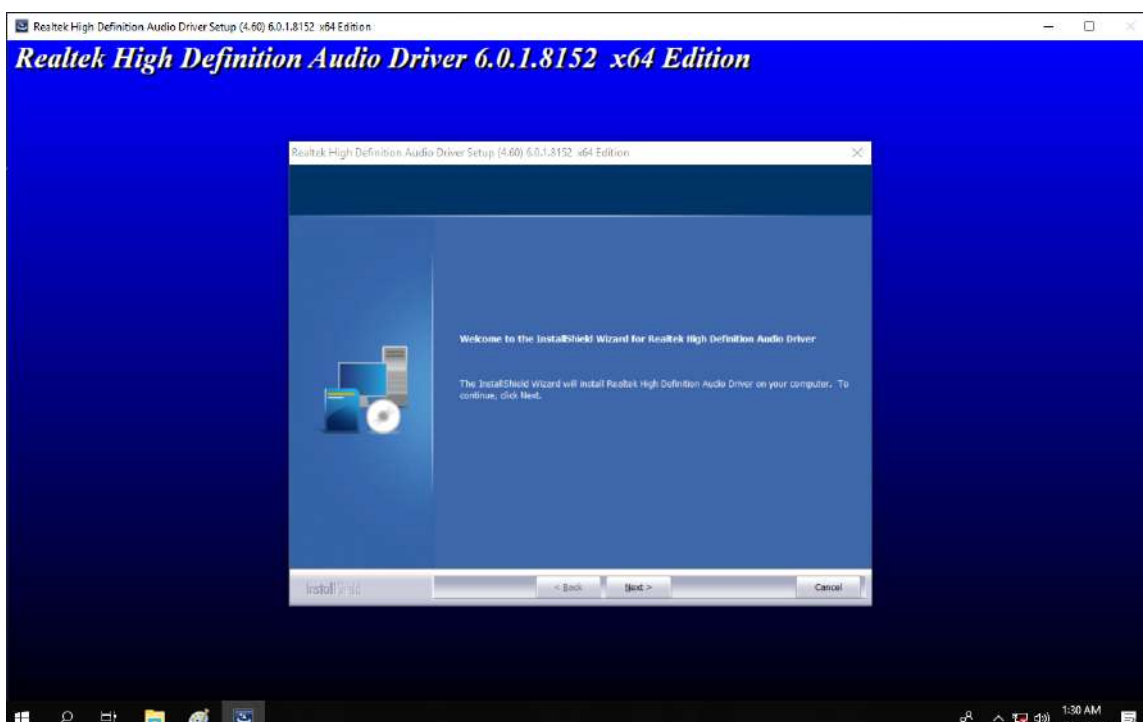 Realtek High Definition Audio Driver Setup (4.60) 6.0.1.8152 x64 Edition
Realtek High Definition Audio Driver 6.0.1.8152 x64 Edition
Realtek High Definition Audio Driver Setup (4.60) 6.0.1.8152 x64 Edition
Welcome to the InstallShield Wizard for Realtek High Definition Audio Driver
The InstallShield Wizard will install Realtek High Definition Audio Driver on your computer. To
continue, click Next.
InstallShield
< Back
Next >
Cancel
1:30 AM